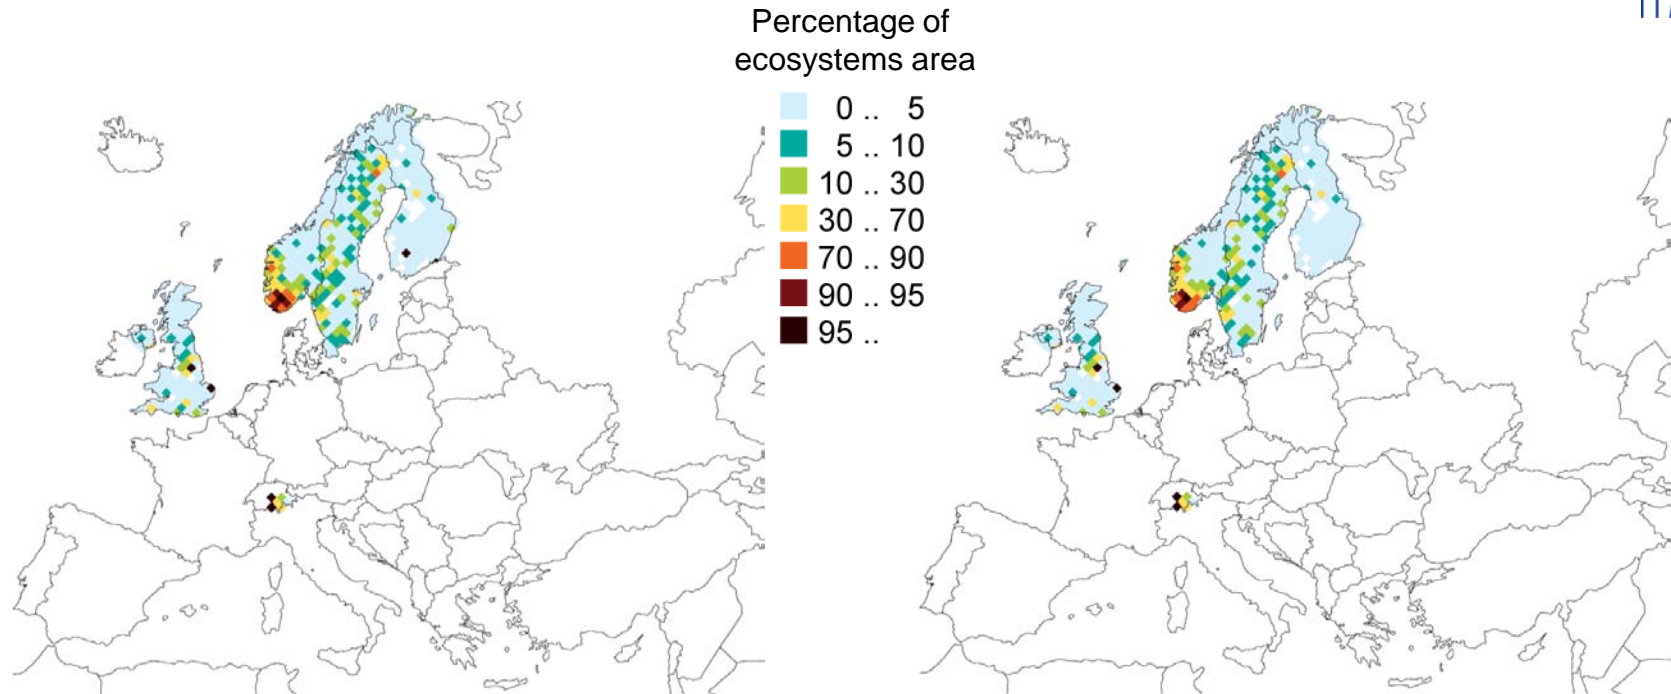 Percentage of
ecosystems area
0 .. 5
5 .. 10
10 .. 30
30 .. 70
70 .. 90
90 .. 95
95 ..